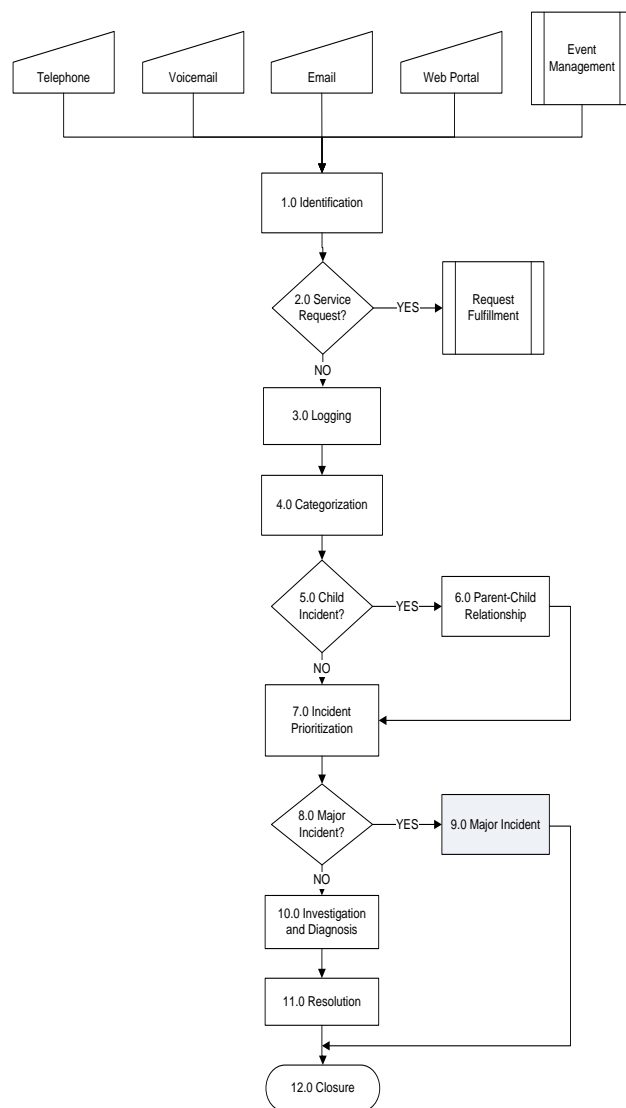 Telephone
Voicemail
Email
Web Portal
Event
Management
1.0 Identification
2.0 Service
Request?
YES
Request
Fulfillment
NO
3.0 Logging
4.0 Categorization
5.0 Child
Incident?
YES
6.0 Parent-Child
Relationship
NO
7.0 Incident
Prioritization
8.0 Major
Incident?
YES
9.0 Major Incident
NO
10.0 Investigation
and Diagnosis
11.0 Resolution
12.0 Closure